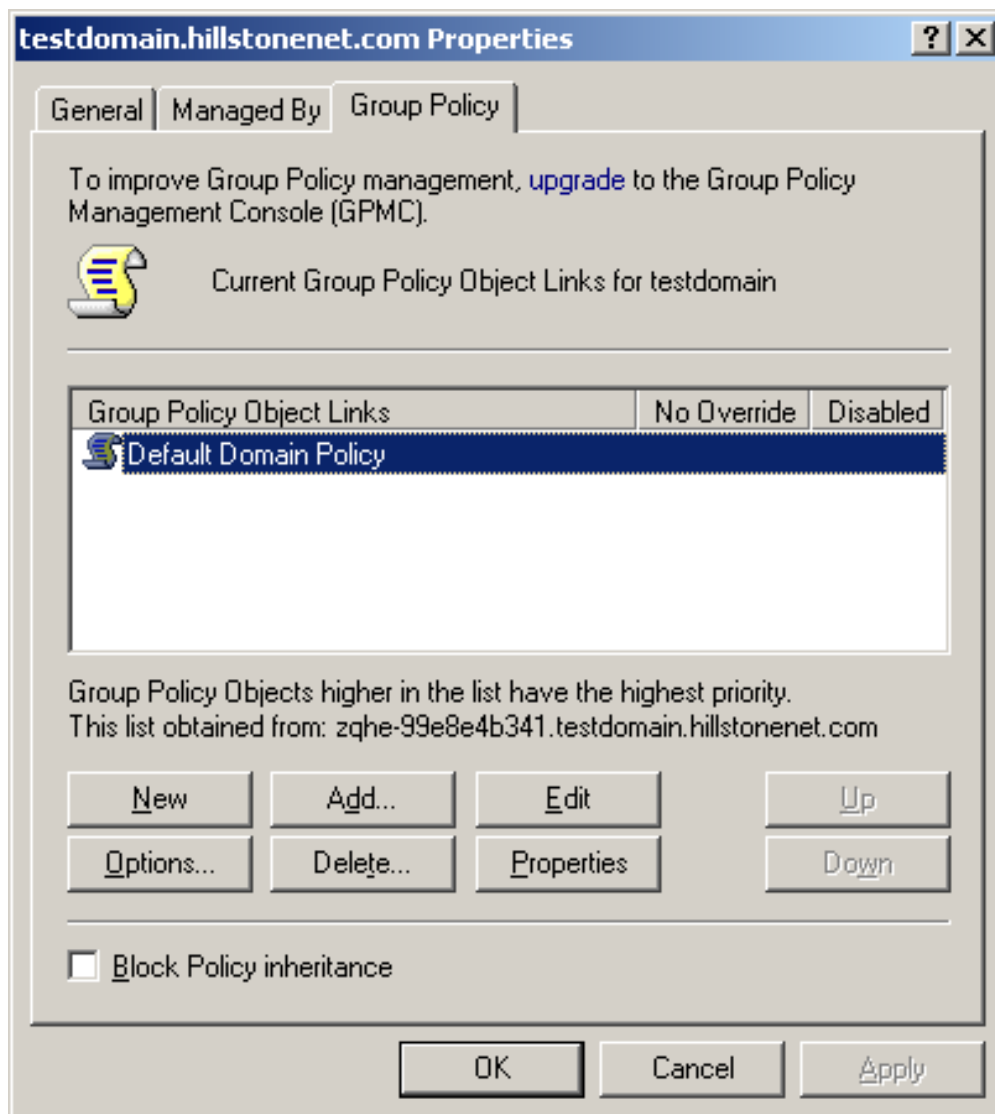 testdomain.hillstonenet.com Properties
General Managed By Group Policy
To improve Group Policy management, upgrade to the Group Policy
Management Console (GPMC).
Current Group Policy Object Links for testdomain
Group Policy Object Links No Override Disabled
Default Domain Policy
Group Policy Objects higher in the list have the highest priority.
This list obtained from: zqhe-99e8e4b341.testdomain.hillstonenet.com
New Add... Edit Up
Options... Delete... Properties Down
Block Policy inheritance
OK Cancel Apply